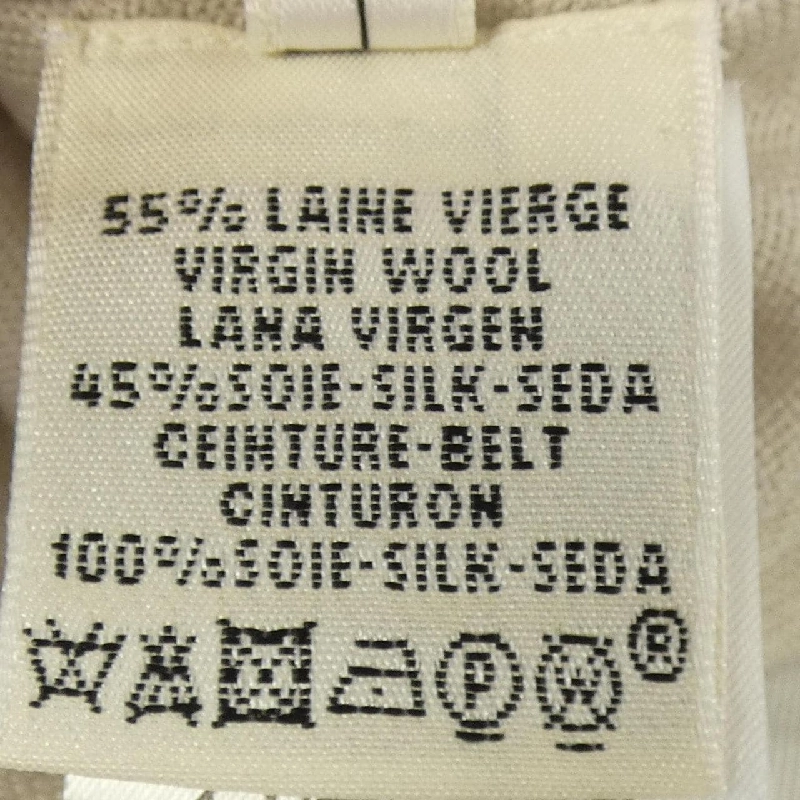 55% LAINE VIERGE
VIRGIN WOOL
LANA VIRGEN
45% SOIE-SILK-SEDA
CEINTURE-BELT
CINTURON
100% SOIE-SILK-SEDA
P W ®